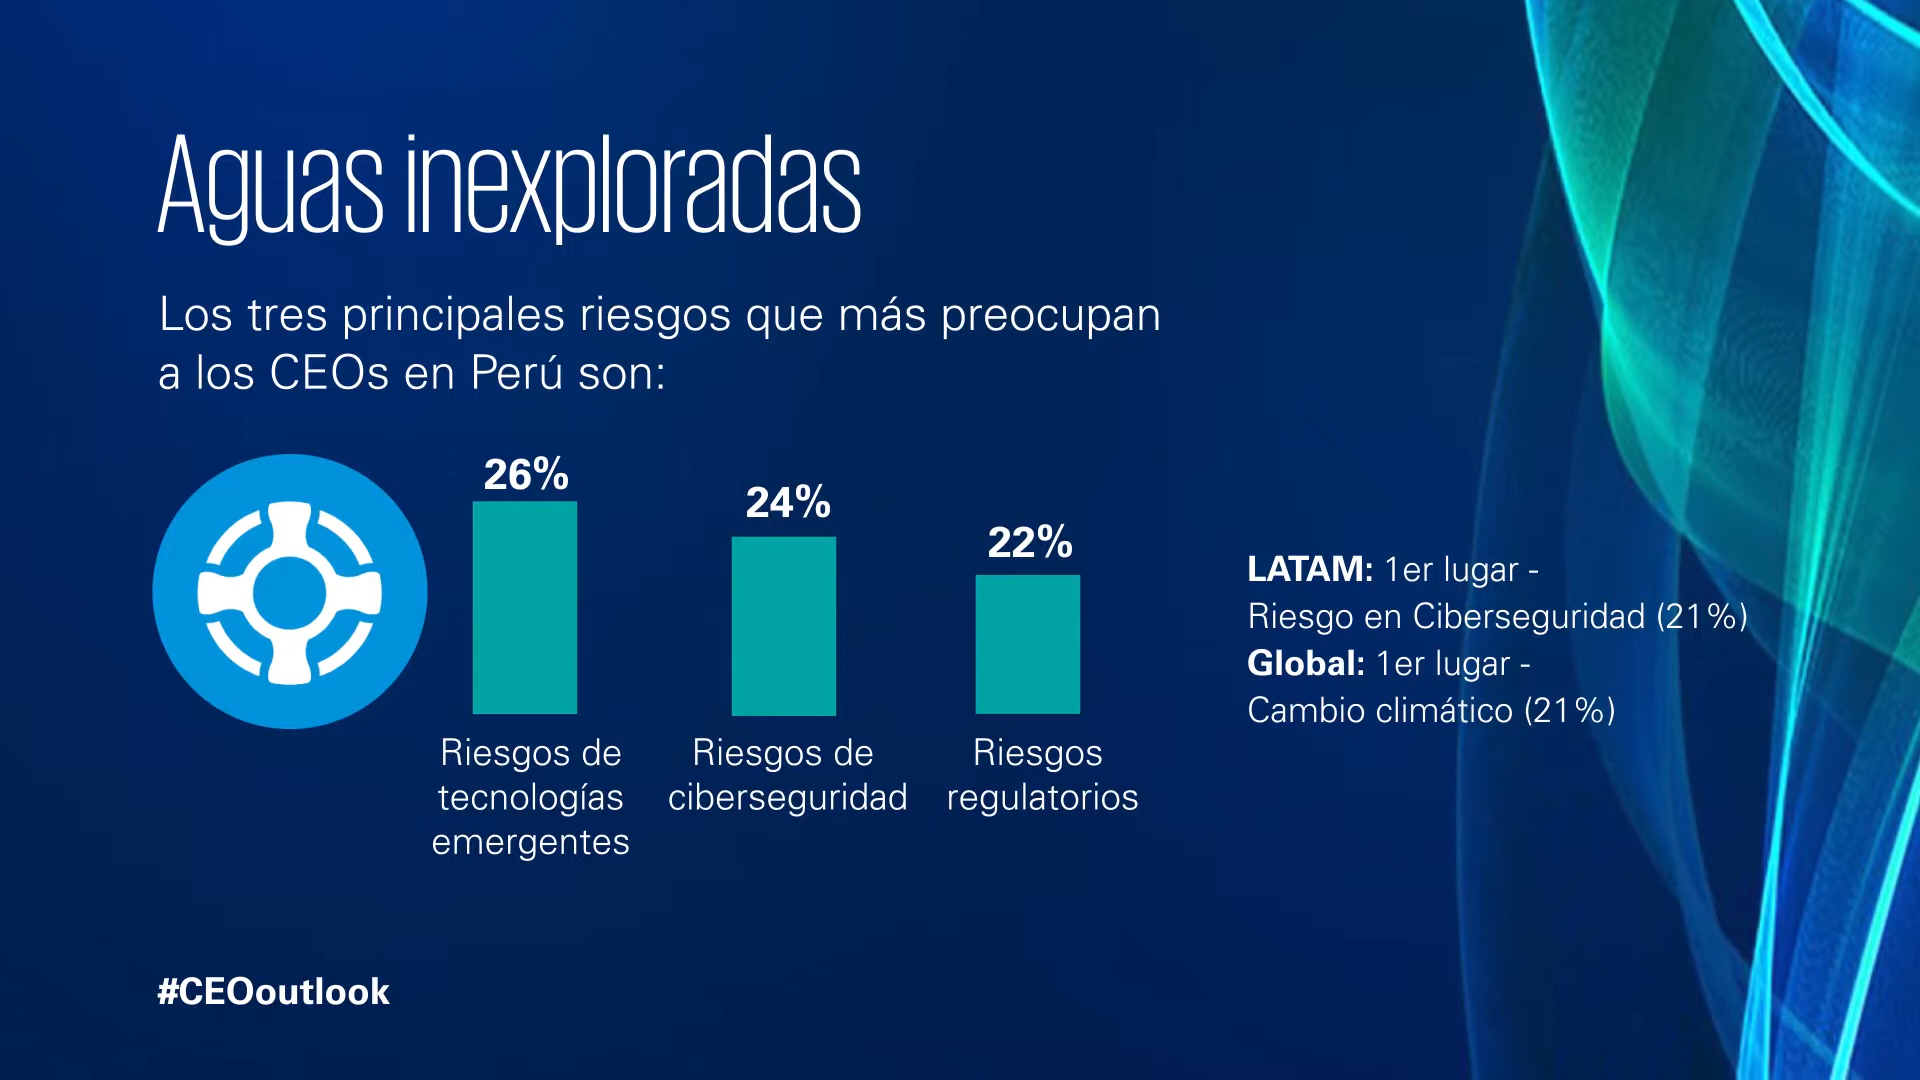 Aguas inexploradas
Los tres principales riesgos que más preocupan
a los CEOs en Perú son:
26%
Riesgos de
tecnologías
emergentes
24%
Riesgos de
ciberseguridad
22%
Riesgos
regulatorios
LATAM: 1er lugar -
Riesgo en Ciberseguridad (21%)
Global: 1er lugar -
Cambio climático (21%)
#CEOoutlook